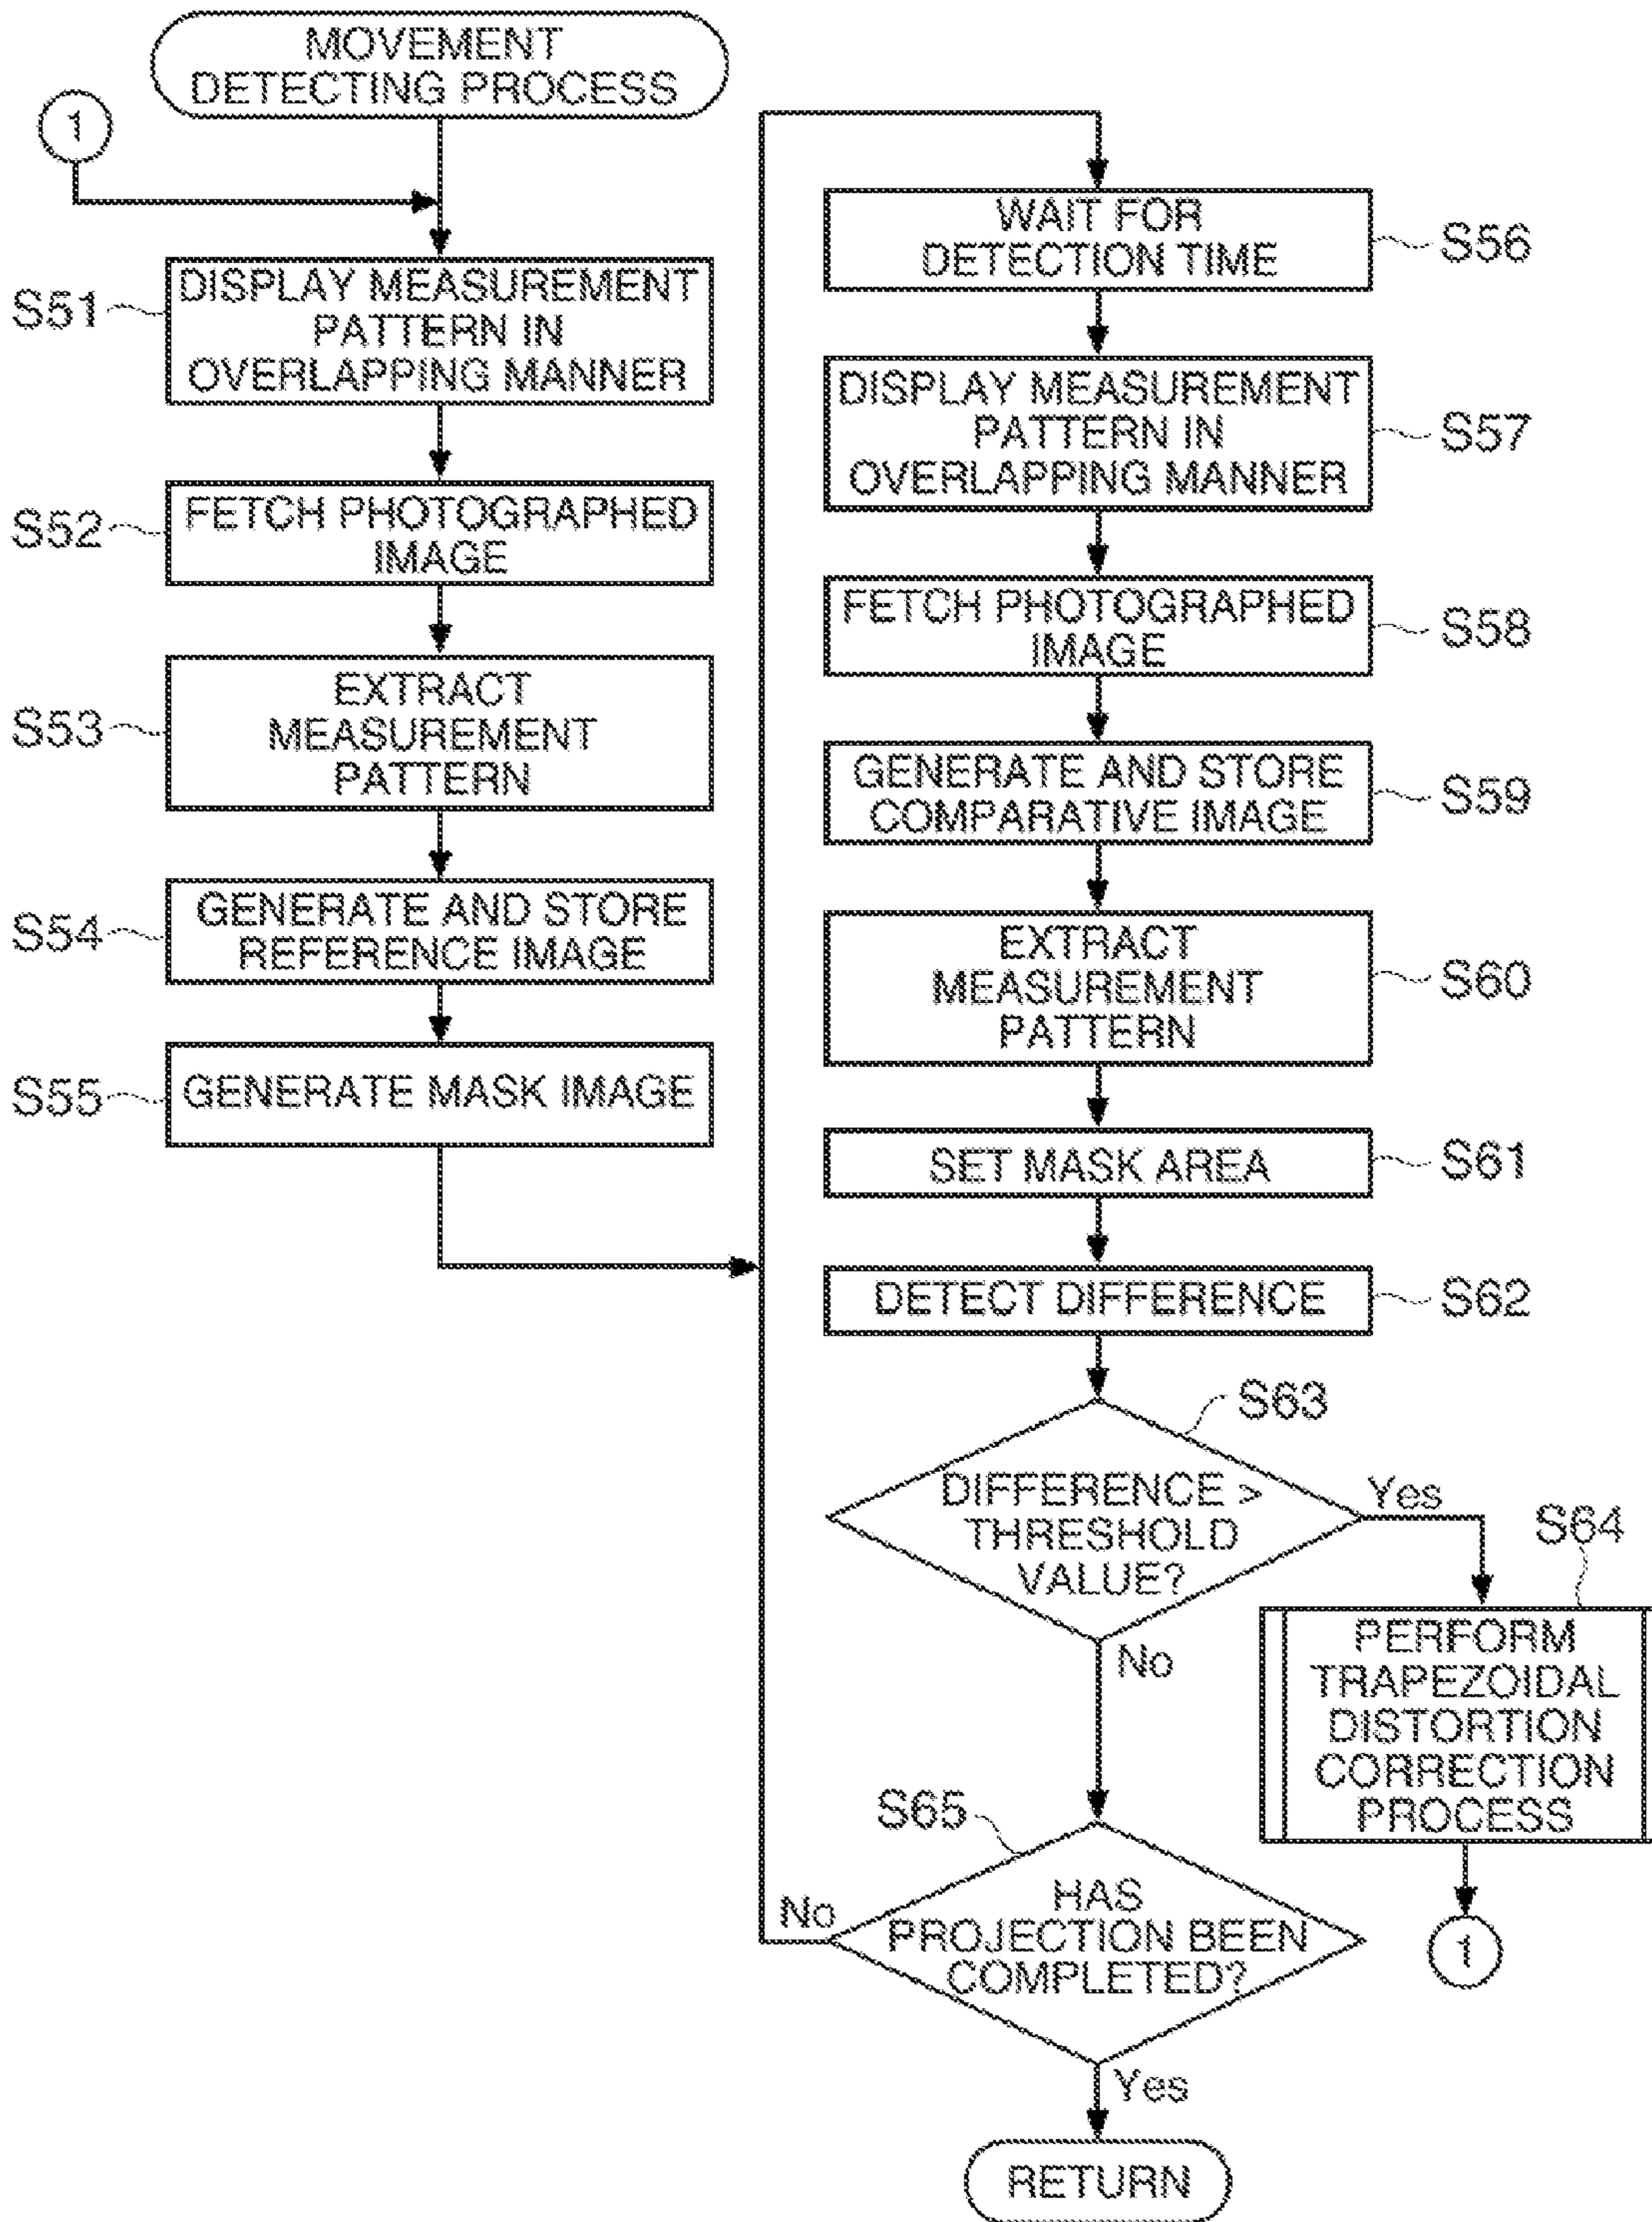 MOVEMENT
DETECTING PROCESS
1
S51
DISPLAY MEASUREMENT
PATTERN IN
OVERLAPPING MANNER
S52
FETCH PHOTOGRAPHED
IMAGE
S53
EXTRACT
MEASUREMENT
PATTERN
S54
GENERATE AND STORE
REFERENCE IMAGE
S55
GENERATE MASK IMAGE
WAIT FOR
DETECTION TIME
S56
DISPLAY MEASUREMENT
PATTERN IN
OVERLAPPING MANNER
S57
FETCH PHOTOGRAPHED
IMAGE
S58
GENERATE AND STORE
COMPARATIVE IMAGE
S59
EXTRACT
MEASUREMENT
PATTERN
S60
SET MASK AREA
S61
DETECT DIFFERENCE
S62
S63
DIFFERENCE >
THRESHOLD
VALUE?
Yes
No
S64
PERFORM
TRAPEZOIDAL
DISTORTION
CORRECTION
PROCESS
1
S65
HAS
PROJECTION BEEN
COMPLETED?
No
Yes
RETURN